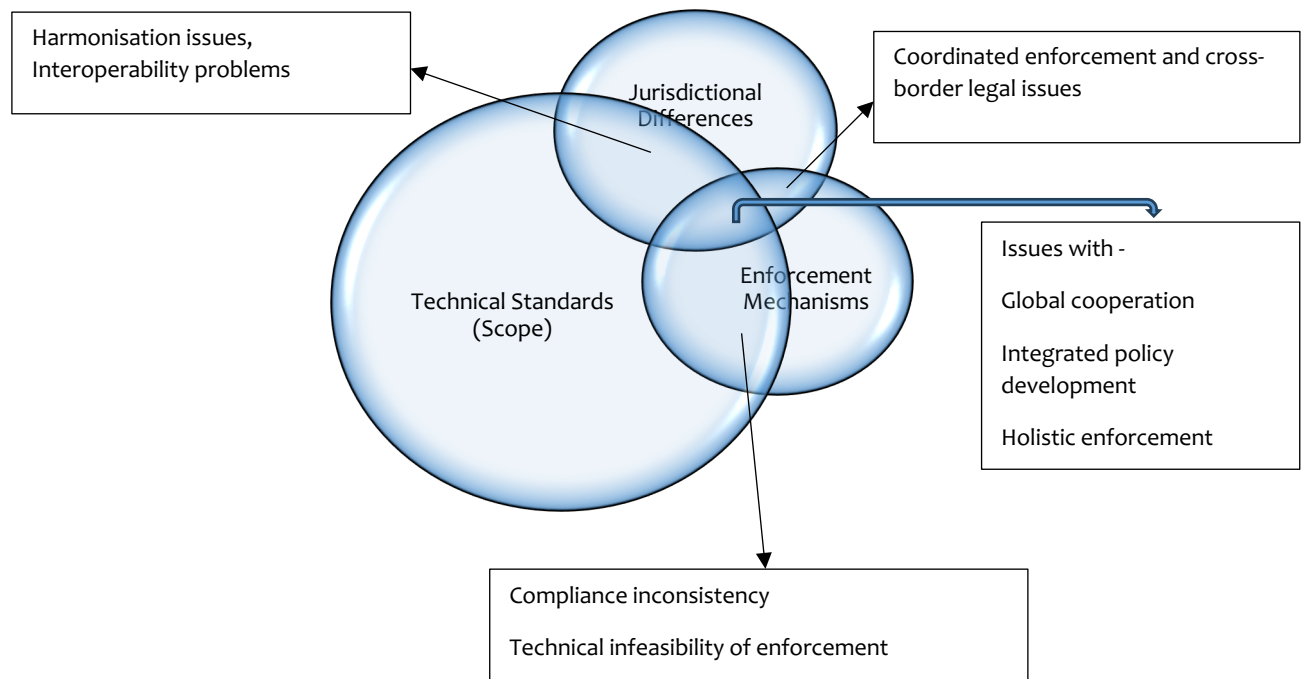 Harmonisation issues,
Interoperability problems
Jurisdictional
Differences
Coordinated enforcement and cross-
border legal issues
Technical Standards
(Scope)
Enforcement
Mechanisms
Issues with -
Global cooperation
Integrated policy
development
Holistic enforcement
Compliance inconsistency
Technical infeasibility of enforcement